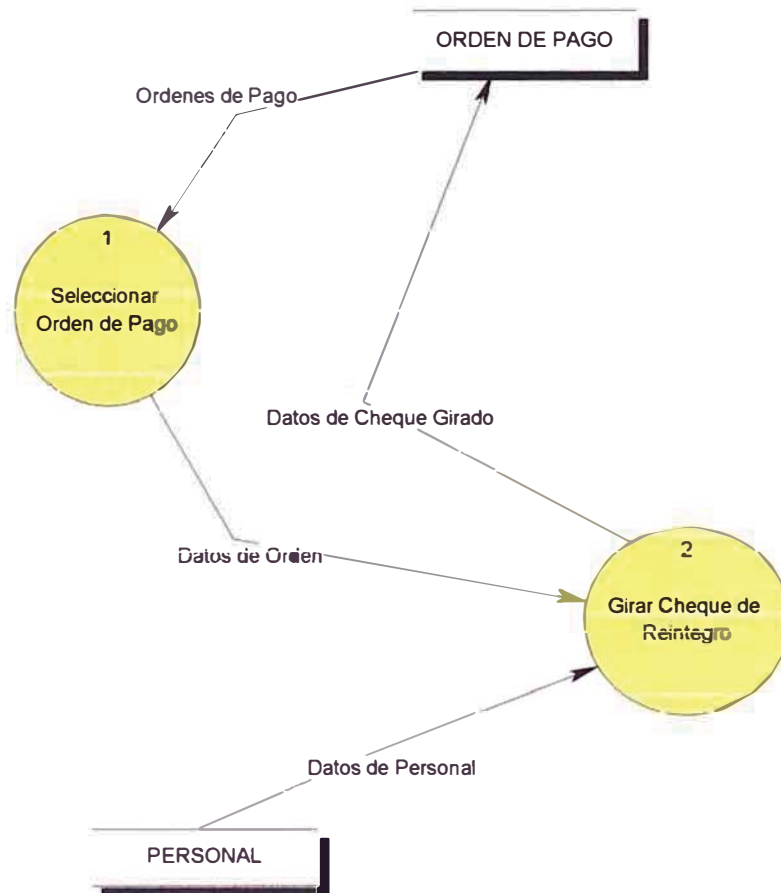 ORDEN DE PAGO
Ordenes de Pago
1
Seleccionar
Orden de Pago
Datos de Cheque Girado
Datos de Orden
2
Girar Cheque de
Reintegro
Datos de Personal
PERSONAL